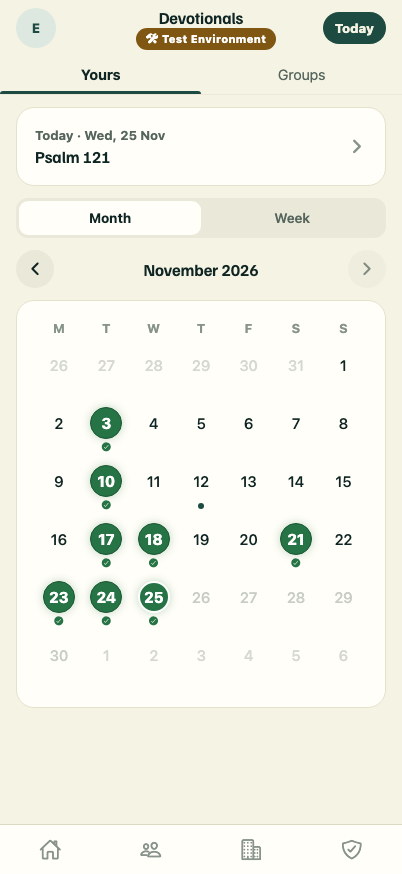 E
Devotionals
🛠 Test Environment
Today
Yours
Groups
Today · Wed, 25 Nov
Psalm 121
Month
Week
November 2026
M T W T F S S
26 27 28 29 30 31 1
2 3 4 5 6 7 8
9 10 11 12 13 14 15
16 17 18 19 20 21 22
23 24 25 26 27 28 29
30 1 2 3 4 5 6